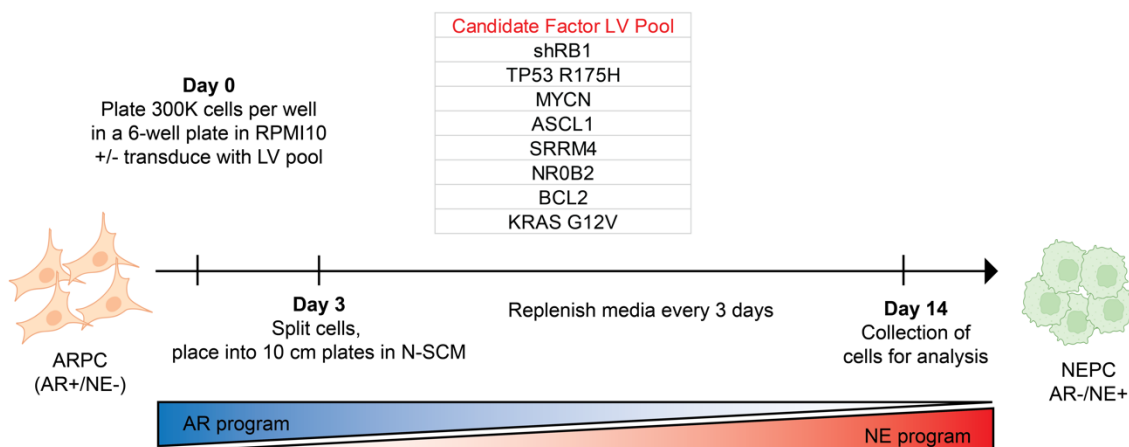 Candidate Factor LV Pool
shRB1
TP53 R175H
MYCN
ASCL1
SRRM4
NR0B2
BCL2
KRAS G12V
Day 0
Plate 300K cells per well
in a 6-well plate in RPMI10
+/- transduce with LV pool
Day 3
Split cells,
place into 10 cm plates in N-SCM
Replenish media every 3 days
Day 14
Collection of
cells for analysis
ARPC
(AR+/NE-)
NEPC
AR-/NE+
AR program
NE program